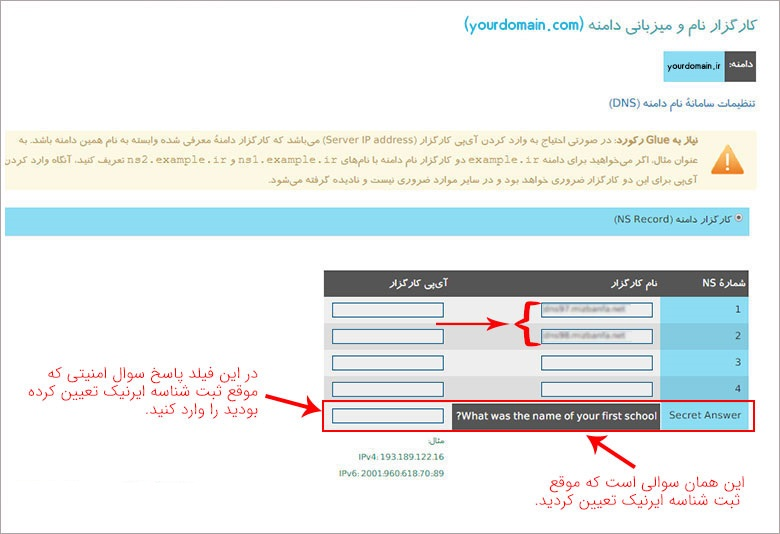 کارگزار نام و میزبانی دامنه (yourdomain.com)
دامنه: yourdomain.ir
تنظیمات سامانهٔ نام دامنه (DNS)
نیاز به Glue رکورد: در صورتی احتیاج به وارد کردن آی‌پی کارگزار (Server IP address) می‌باشد که کارگزار دامنهٔ معرفی شده وابسته به نام همین دامنه باشد. به
عنوان مثال، اگر می‌خواهید برای دامنه example.ir دو کارگزار نام دامنه با نام‌های ns1.example.ir و ns2.example.ir تعریف کنید، آنگاه وارد کردن
آی‌پی برای این دو کارگزار ضروری خواهد بود و در سایر موارد ضروری نیست و نادیده گرفته می‌شود.
کارگزار دامنه (NS Record)
شمارهٔ NS نام کارگزار آی‌پی کارگزار
1 dns97.mizbanfa.net
2 dns98.mizbanfa.net
3
4
Secret Answer ?What was the name of your first school
مثال:
IPv4: 193.189.122.16
IPv6: 2001:960:618:70::89
در این فیلد پاسخ سوال امنیتی که
موقع ثبت شناسه ایرنیک تعیین کرده
بودید را وارد کنید.
این همان سوالی است که موقع
ثبت شناسه ایرنیک تعیین کردید.